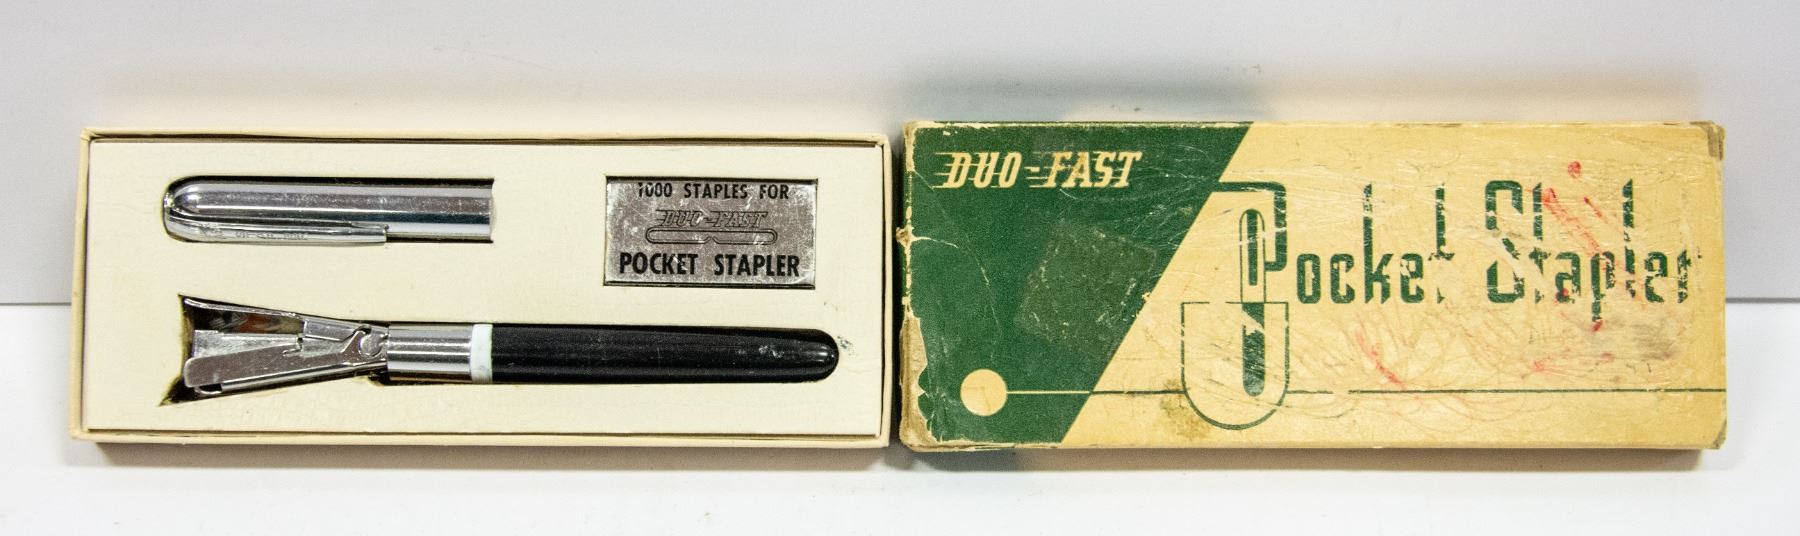 1000 STAPLES FOR
DUO-FAST
POCKET STAPLER
DUO-FAST
Pocket Stapler